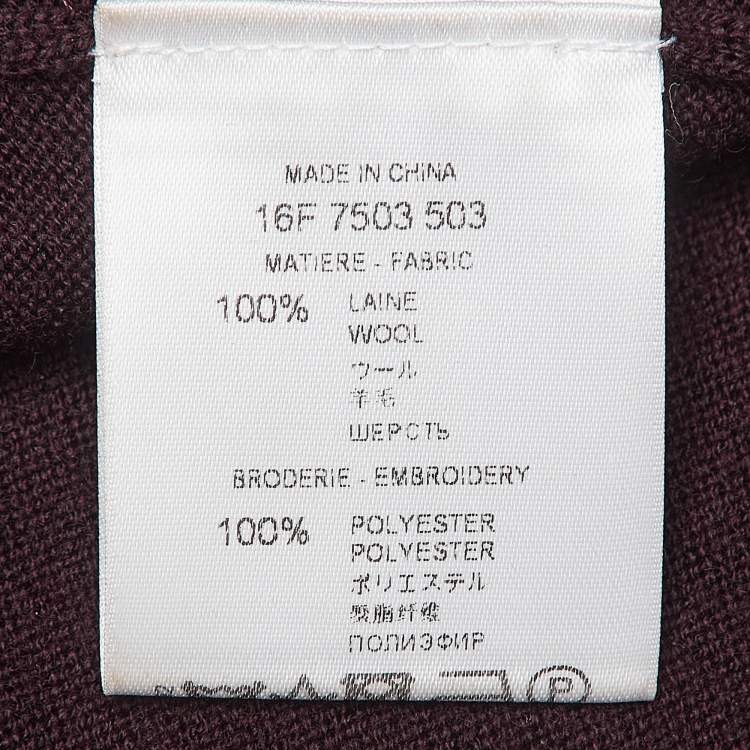 MADE IN CHINA
16F 7503 503
MATIERE - FABRIC
100% LAINE
WOOL
ウール
羊毛
ШЕРСТЬ
BRODERIE - EMBROIDERY
100% POLYESTER
POLYESTER
ポリエステル
聚脂纤维
ПОЛИЭФИР
P